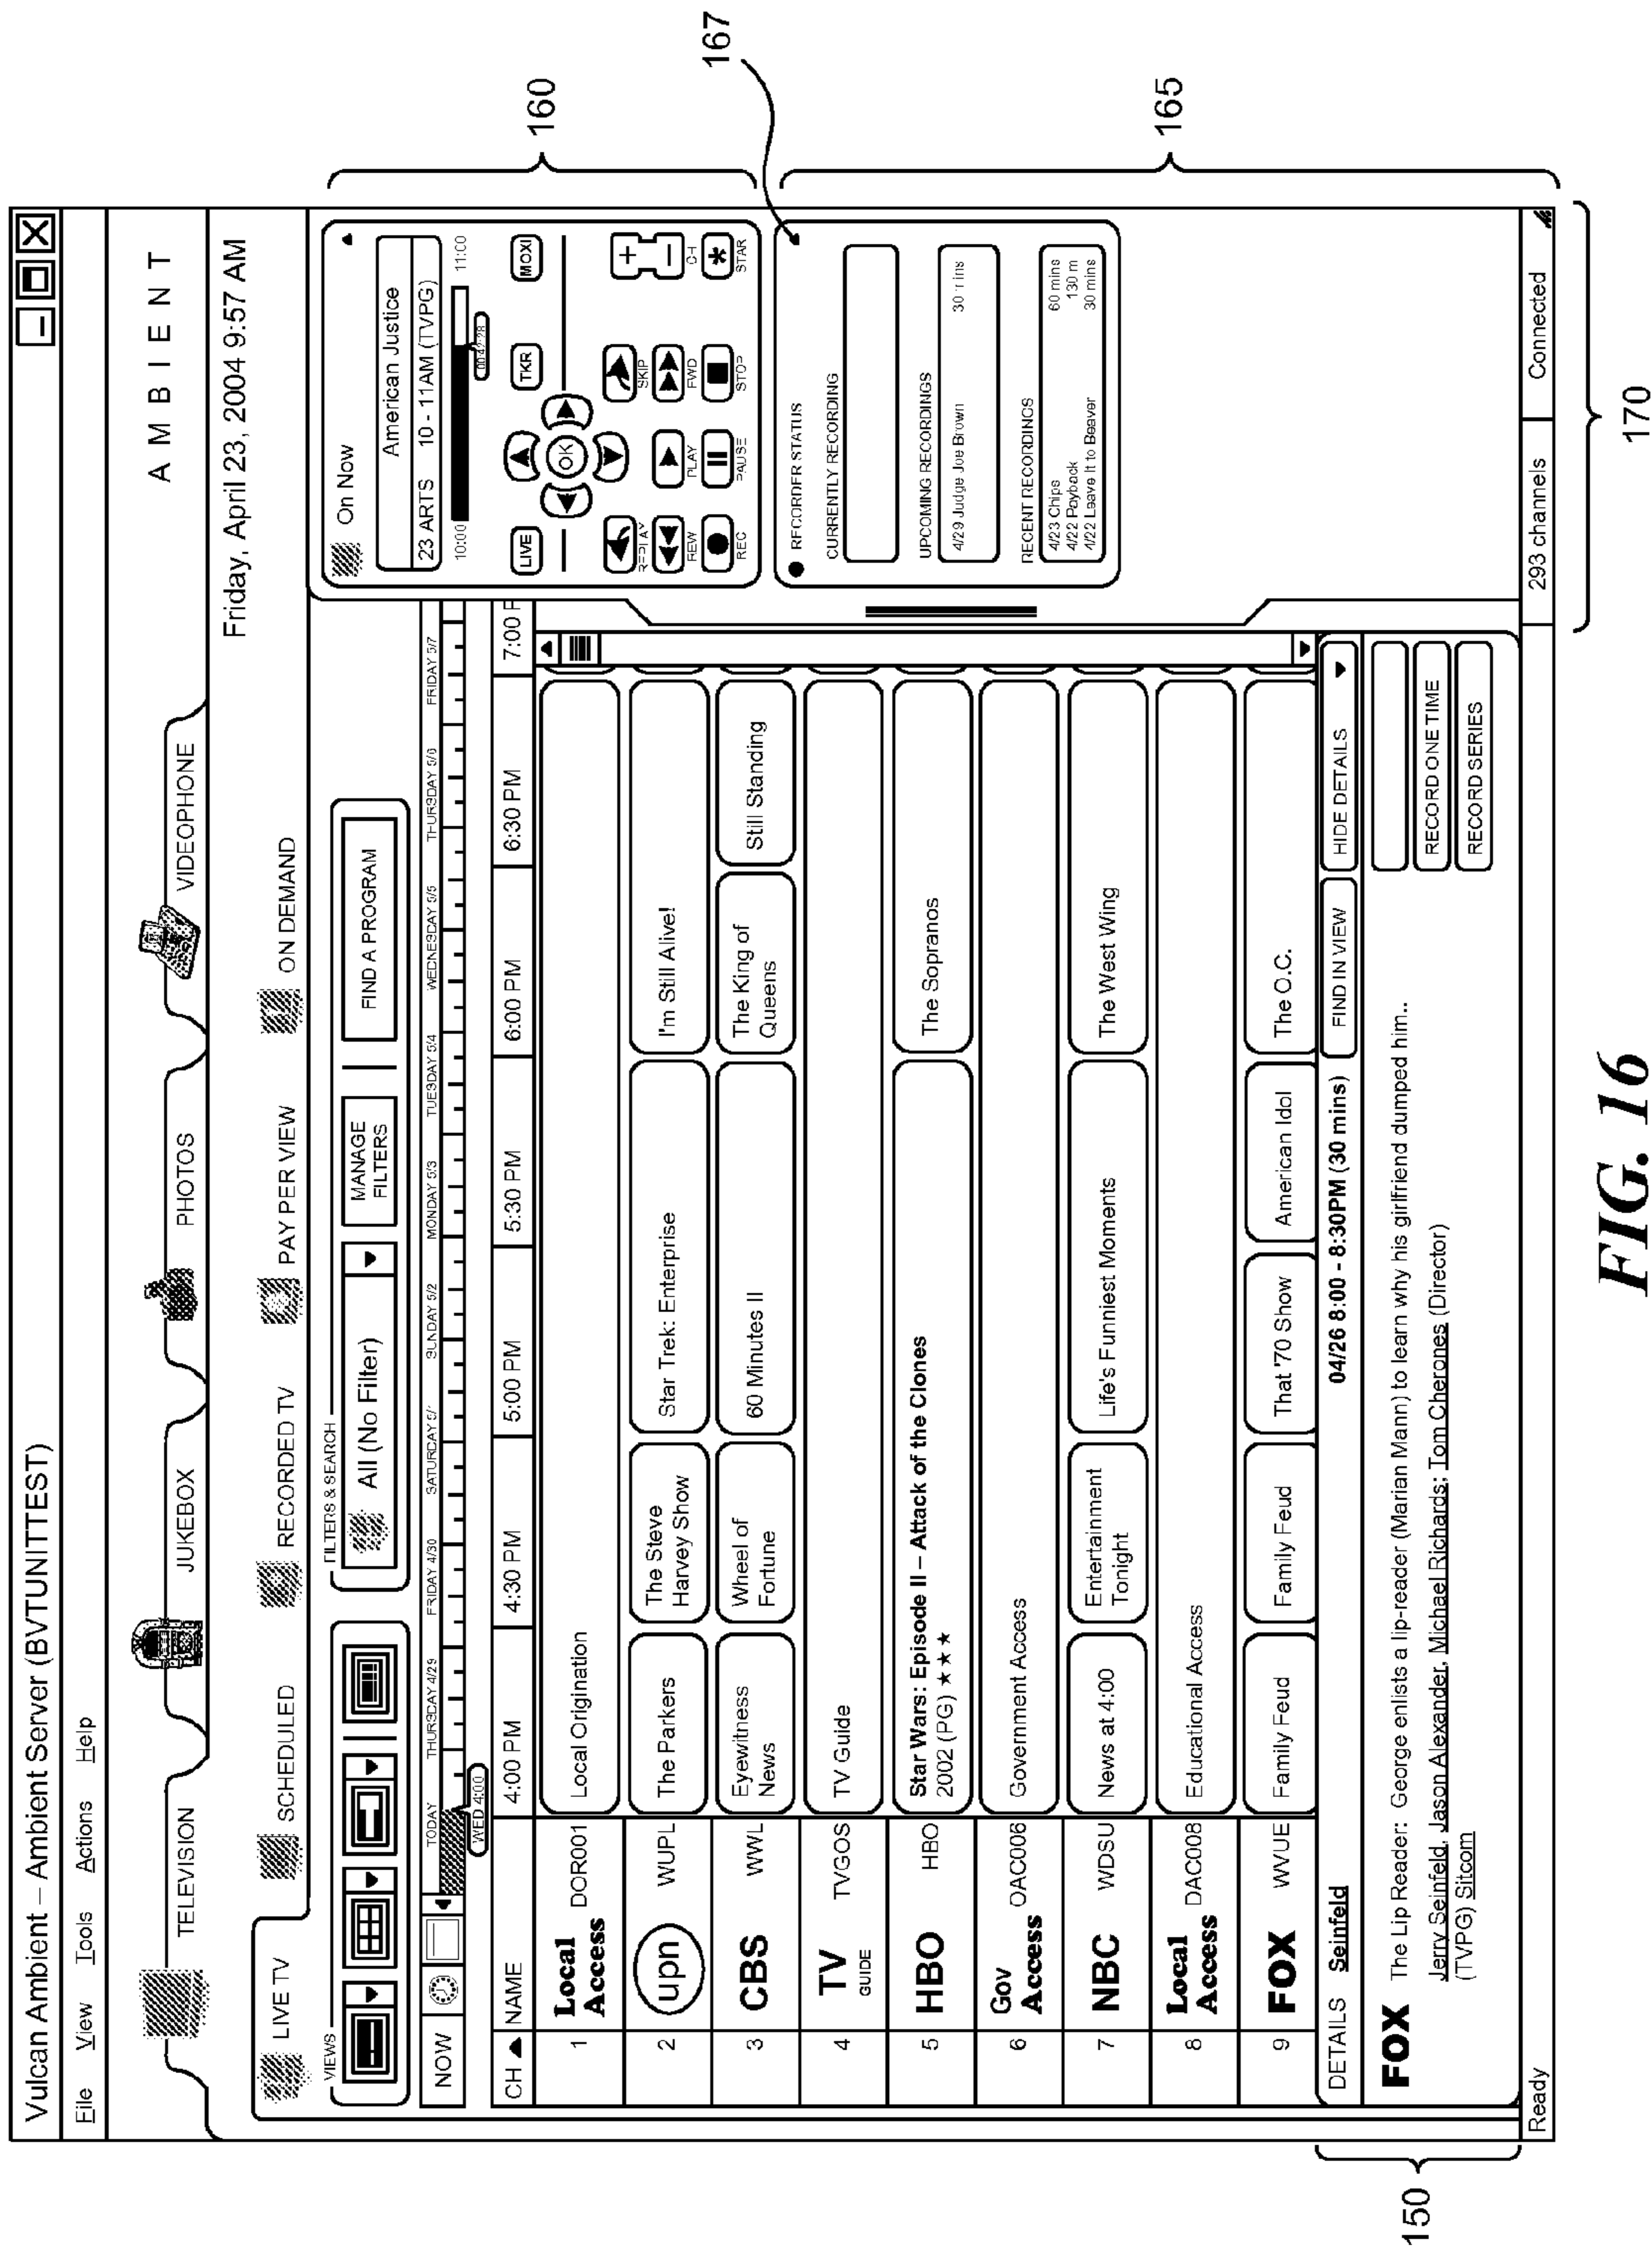 Vulcan Ambient – Ambient Server (BVTUNITTEST)
File View Tools Actions Help
TELEVISION JUKEBOX PHOTOS VIDEOPHONE AMBIENT
Friday, April 23, 2004 9:57 AM
LIVE TV SCHEDULED RECORDED TV PAY PER VIEW ON DEMAND
VIEWS FILTERS & SEARCH
All (No Filter) MANAGE FILTERS FIND A PROGRAM
NOW TODAY THURSDAY 4/29 FRIDAY 4/30 SATURDAY 5/1 SUNDAY 5/2 MONDAY 5/3 TUESDAY 5/4 WEDNESDAY 5/5 THURSDAY 5/6 FRIDAY 5/7
WED 4:00
CH NAME 4:00 PM 4:30 PM 5:00 PM 5:30 PM 6:00 PM 6:30 PM 7:00 P
1 Local Access DOR001 Local Origination
2 upn WUPL The Parkers The Steve Harvey Show Star Trek: Enterprise I'm Still Alive!
3 CBS WWL Eyewitness News Wheel of Fortune 60 Minutes II The King of Queens Still Standing
4 TV GUIDE TVGOS TV Guide
5 HBO HBO Star Wars: Episode II – Attack of the Clones The Sopranos
2002 (PG) ★★★
6 Gov Access OAC006 Government Access
7 NBC WDSU News at 4:00 Entertainment Tonight Life's Funniest Moments The West Wing
8 Local Access DAC008 Educational Access
9 FOX WVUE Family Feud Family Feud That '70 Show American Idol The O.C.
DETAILS Seinfeld 04/26 8:00 - 8:30PM (30 mins) FIND IN VIEW HIDE DETAILS
FOX The Lip Reader: George enlists a lip-reader (Marian Mann) to learn why his girlfriend dumped him..
Jerry Seinfeld, Jason Alexander, Michael Richards; Tom Cherones (Director)
(TVPG) Sitcom
RECORD ONE TIME
RECORD SERIES
Ready 293 channels Connected
On Now
American Justice
23 ARTS 10 - 11AM (TVPG)
10:00 11:00
00:42:28
LIVE TKR MOXI
OK
REPLAY SKIP
REW PLAY FWD CH
REC PAUSE STOP STAR
RECORDER STATUS
CURRENTLY RECORDING
UPCOMING RECORDINGS
4/29 Judge Joe Brown 30 mins
RECENT RECORDINGS
4/23 Chips 60 mins
4/22 Payback 130 m
4/22 Leave It to Beaver 30 mins
160
167
165
170
150
FIG. 16